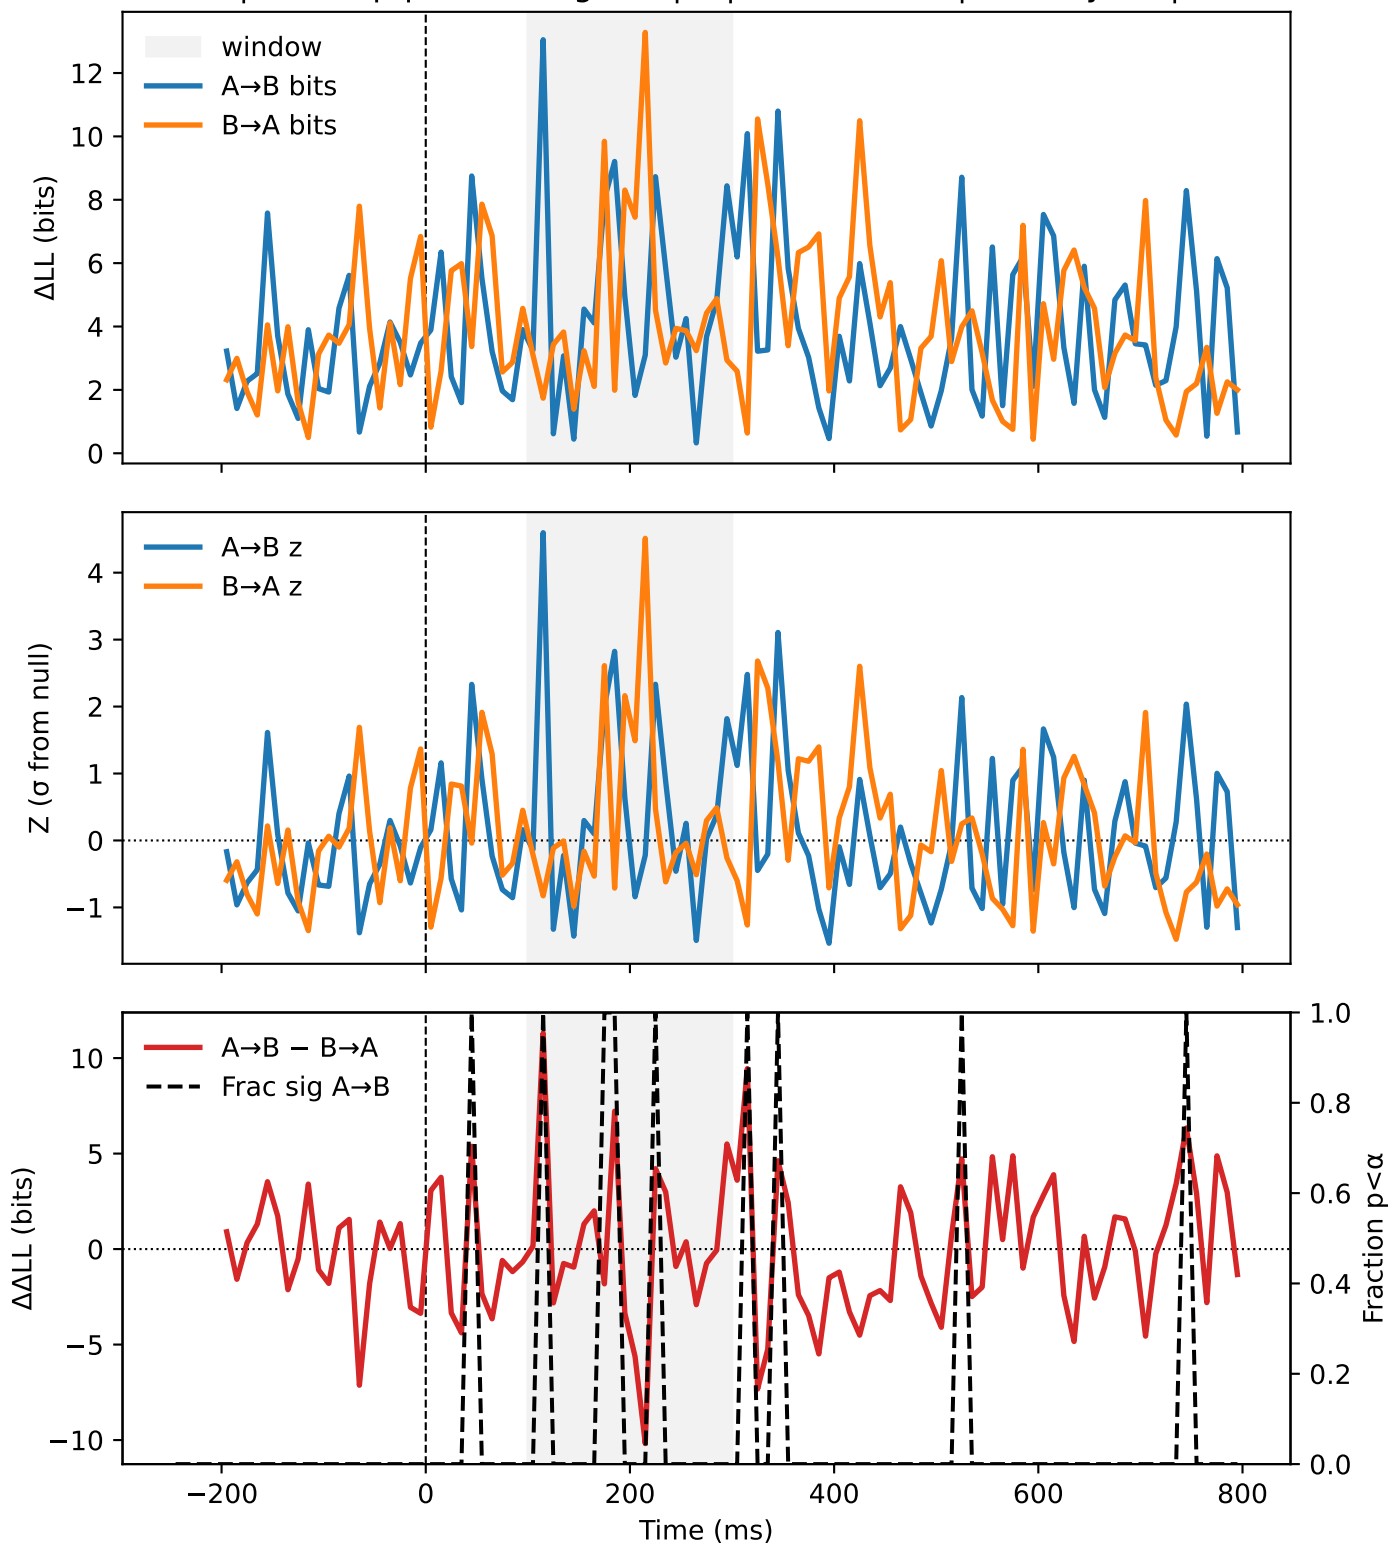 window
A→B bits
B→A bits
ΔLL (bits)
12
10
8
6
4
2
0
A→B z
B→A z
Z (σ from null)
4
3
2
1
0
−1
A→B − B→A
Frac sig A→B
ΔΔLL (bits)
10
5
0
−5
−10
1.0
0.8
0.6
0.4
0.2
0.0
Fraction p<α
−200
0
200
400
600
800
Time (ms)